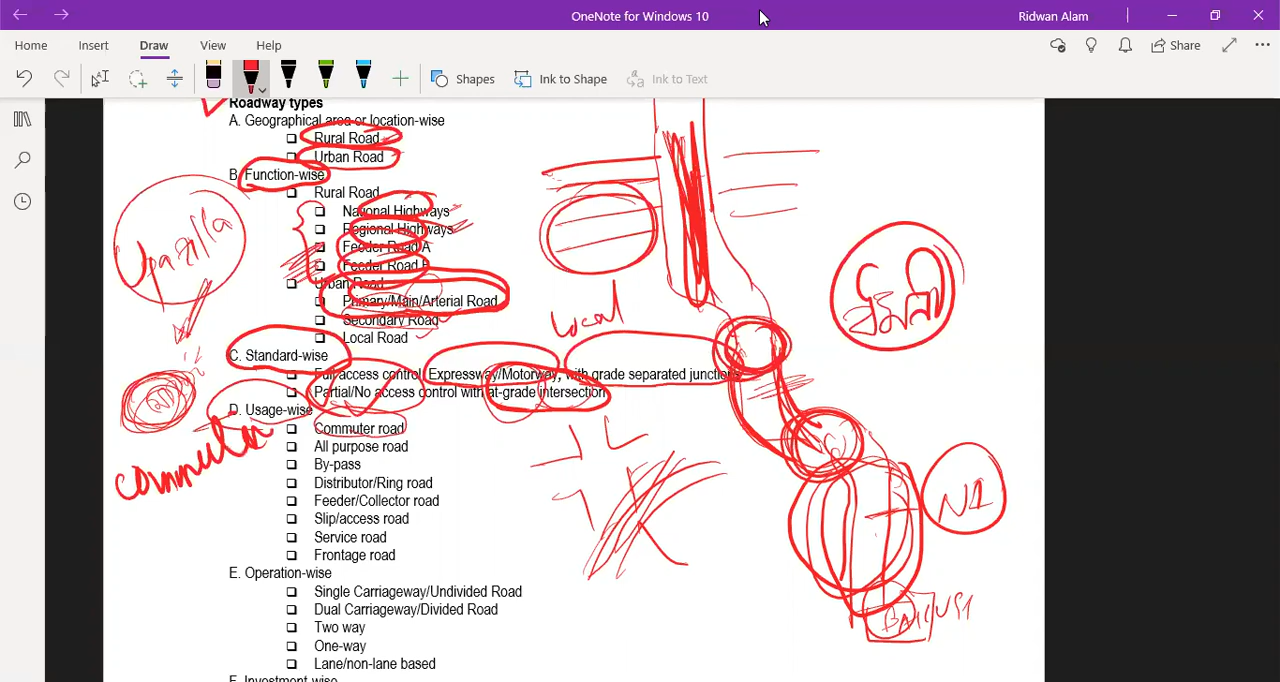 OneNote for Windows 10
Ridwan Alam
Home Insert Draw View Help
Share
Shapes Ink to Shape Ink to Text
Roadway types
A. Geographical area or location-wise
Rural Road
Urban Road
B. Function-wise
Rural Road
National Highways
Regional Highways
Feeder Road A
Feeder Road B
Urban Road
Primary/Main/Arterial Road
Secondary Road
Local Road
C. Standard-wise
Full access control: Expressway/Motorway, with grade separated junctions
Partial/No access control with at-grade intersection
D. Usage-wise
Commuter road
All purpose road
By-pass
Distributor/Ring road
Feeder/Collector road
Slip/access road
Service road
Frontage road
E. Operation-wise
Single Carriageway/Undivided Road
Dual Carriageway/Divided Road
Two way
One-way
Lane/non-lane based
F. Investment-wise
upazilla
Local
commuter
N1